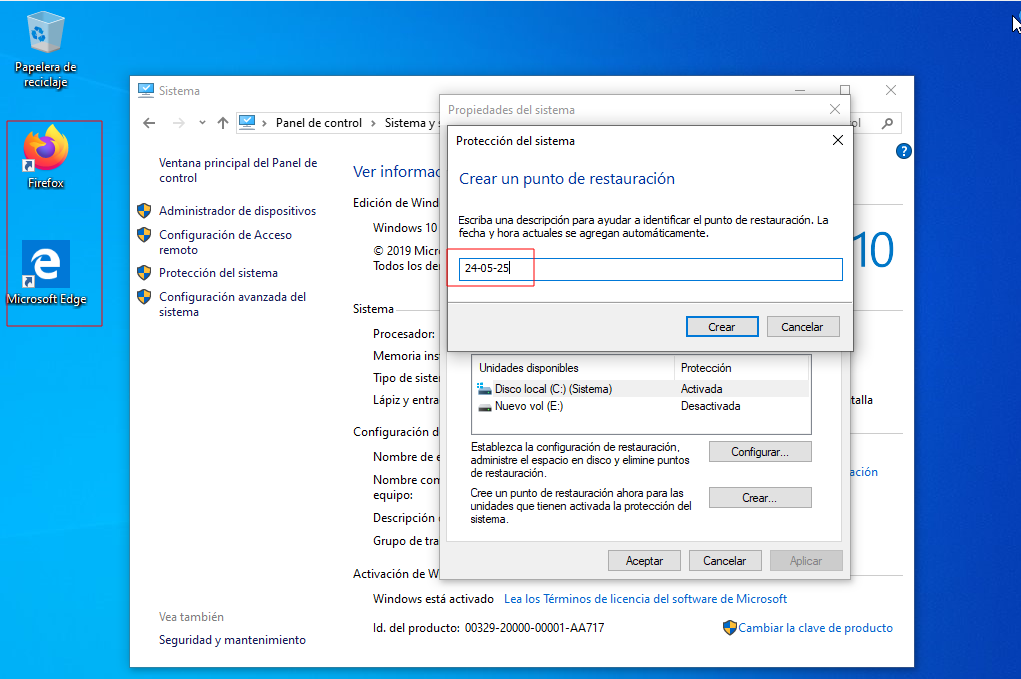 Papelera de
reciclaje
Firefox
Microsoft Edge
Sistema
Panel de control
Sistema y s
Ventana principal del Panel de
control
Administrador de dispositivos
Configuración de Acceso
remoto
Protección del sistema
Configuración avanzada del
sistema
Vea también
Seguridad y mantenimiento
Ver informac
Edición de Wind
Windows 10
© 2019 Micro
Todos los der
10
Sistema
Procesador:
Memoria ins
Tipo de siste
Lápiz y entra
talla
Configuración d
Nombre de e
Nombre com
equipo:
Descripción
Grupo de tra
ación
Activación de W
Windows está activado Lea los Términos de licencia del software de Microsoft
Id. del producto: 00329-20000-00001-AA717
Cambiar la clave de producto
Propiedades del sistema
ol
?
Protección del sistema
Crear un punto de restauración
Escriba una descripción para ayudar a identificar el punto de restauración. La
fecha y hora actuales se agregan automáticamente.
24-05-25
Crear
Cancelar
Unidades disponibles Protección
Disco local (C:) (Sistema) Activada
Nuevo vol (E:) Desactivada
Establezca la configuración de restauración,
administre el espacio en disco y elimine puntos
de restauración.
Configurar...
Cree un punto de restauración ahora para las
unidades que tienen activada la protección del
sistema.
Crear...
Aceptar
Cancelar
Aplicar